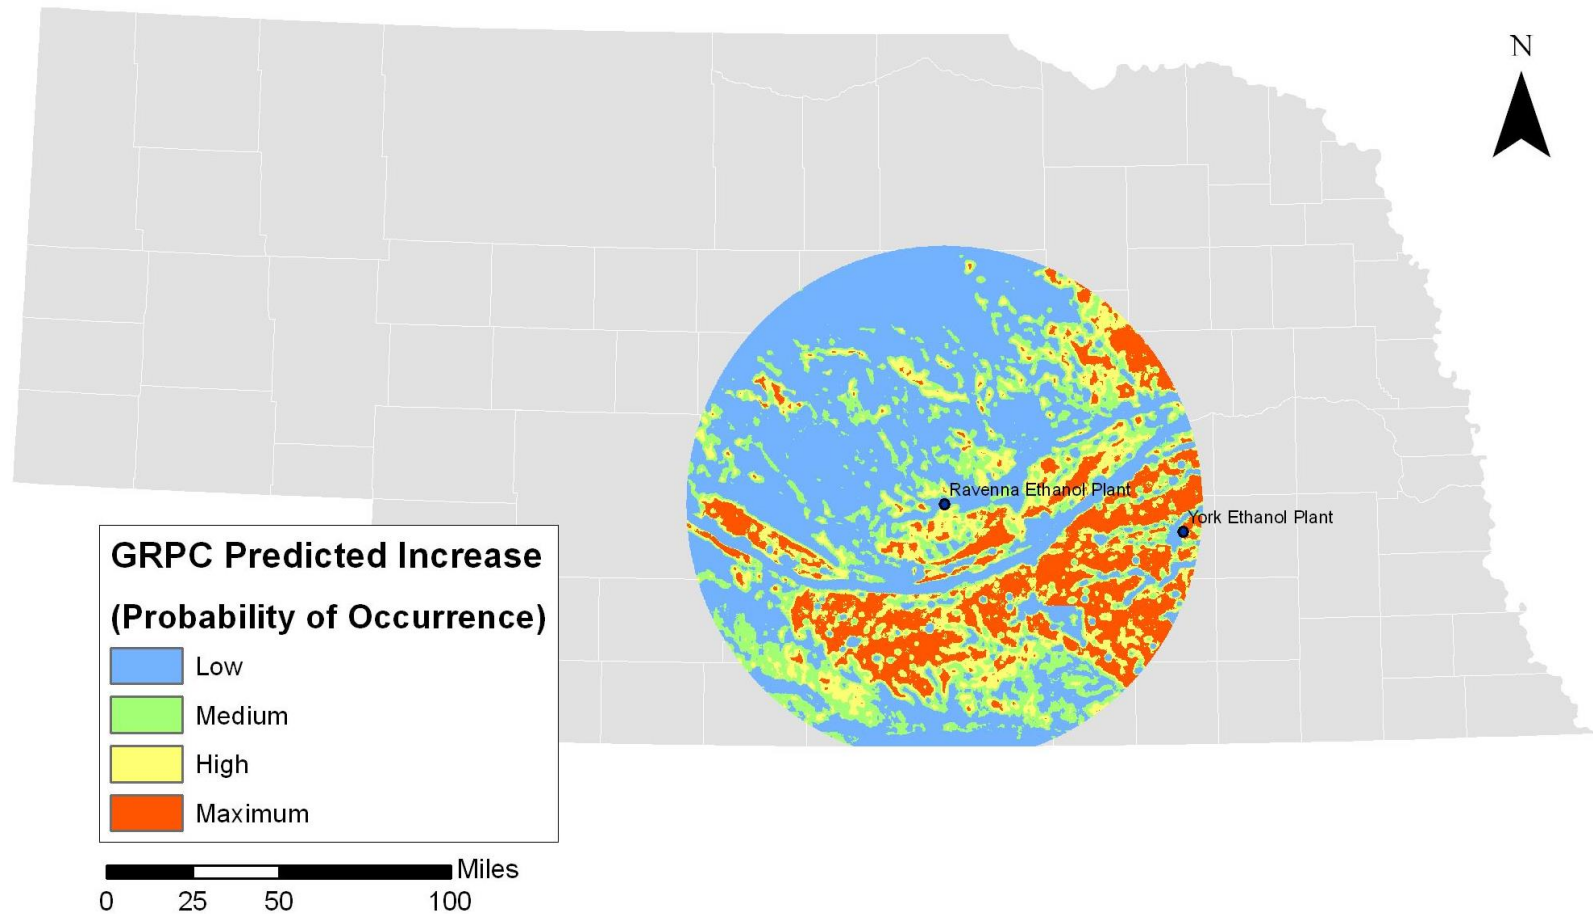 N
Ravenna Ethanol Plant
York Ethanol Plant
GRPC Predicted Increase
(Probability of Occurrence)
Low
Medium
High
Maximum
Miles
0 25 50 100